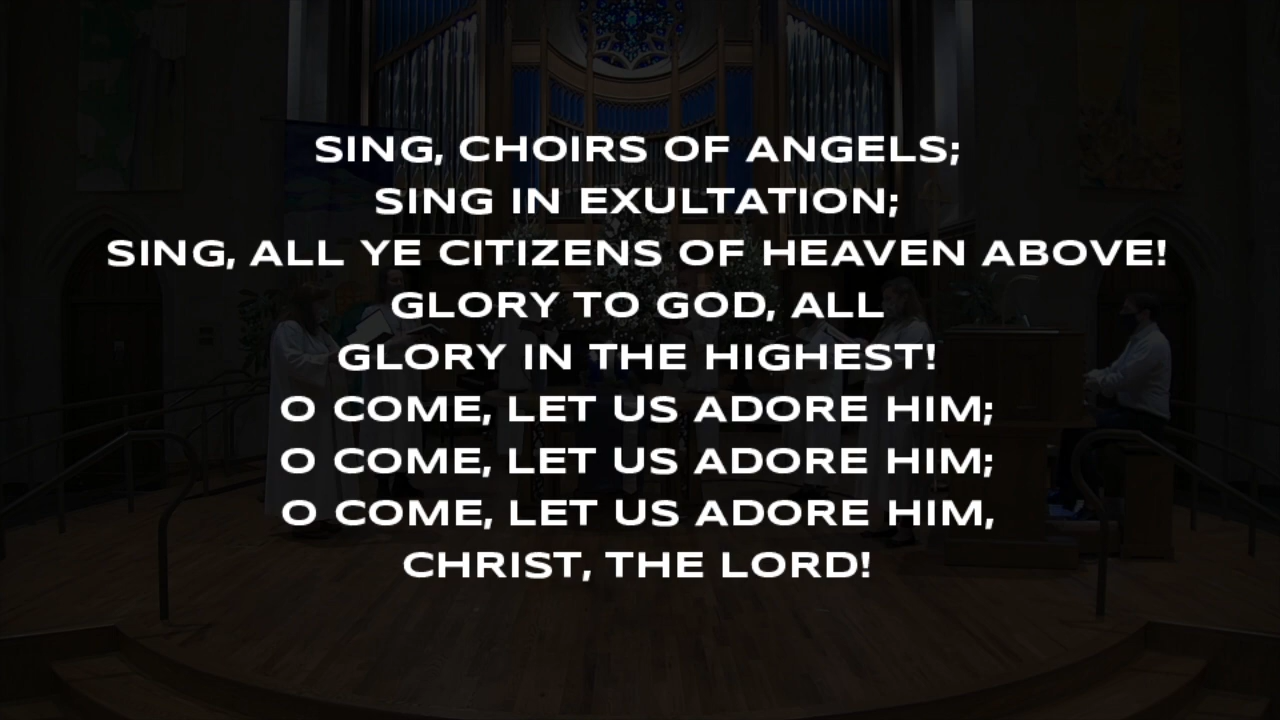 SING, CHOIRS OF ANGELS;
SING IN EXULTATION;
SING, ALL YE CITIZENS OF HEAVEN ABOVE!
GLORY TO GOD, ALL
GLORY IN THE HIGHEST!
O COME, LET US ADORE HIM;
O COME, LET US ADORE HIM;
O COME, LET US ADORE HIM,
CHRIST, THE LORD!